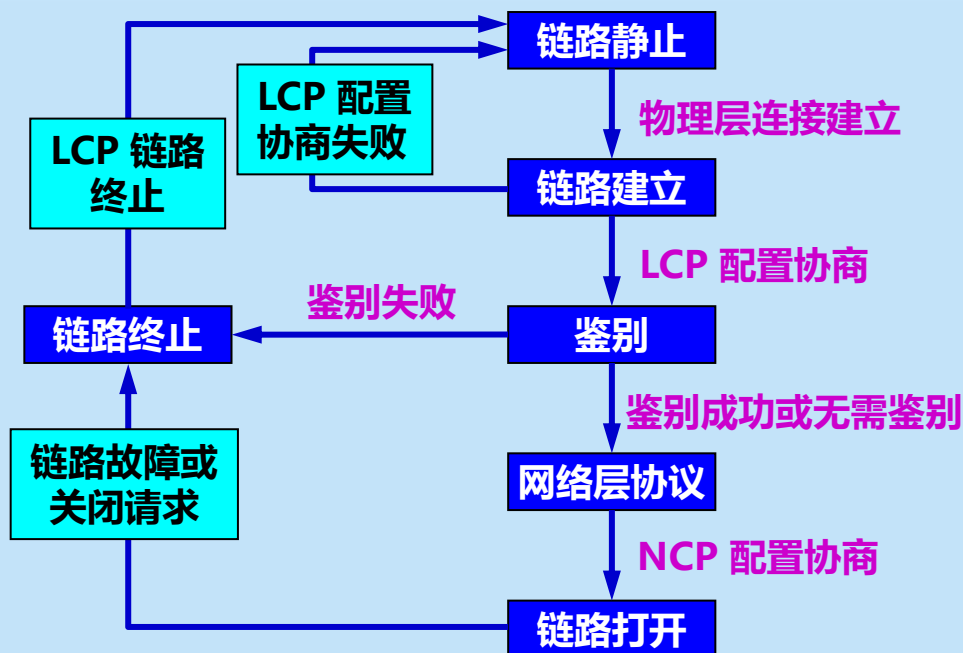 链路静止
LCP 配置
协商失败
物理层连接建立
LCP 链路
终止
链路建立
LCP 配置协商
鉴别失败
链路终止
鉴别
鉴别成功或无需鉴别
链路故障或
关闭请求
网络层协议
NCP 配置协商
链路打开